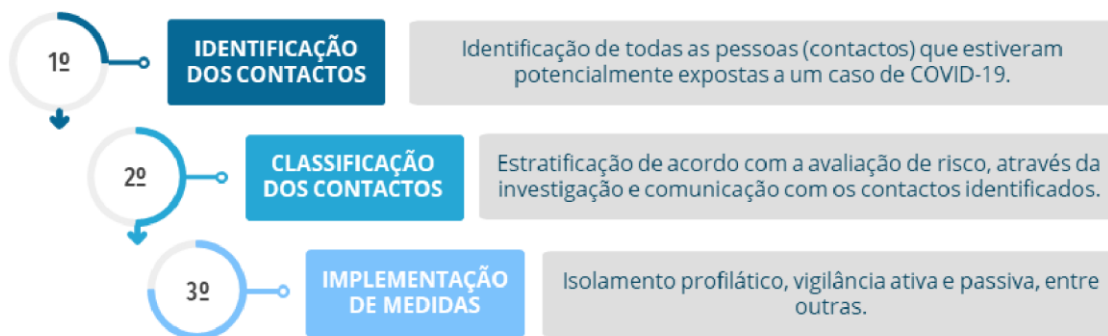 1º
IDENTIFICAÇÃO
DOS CONTACTOS
Identificação de todas as pessoas (contactos) que estiveram
potencialmente expostas a um caso de COVID-19.
2º
CLASSIFICAÇÃO
DOS CONTACTOS
Estratificação de acordo com a avaliação de risco, através da
investigação e comunicação com os contactos identificados.
3º
IMPLEMENTAÇÃO
DE MEDIDAS
Isolamento profilático, vigilância ativa e passiva, entre
outras.